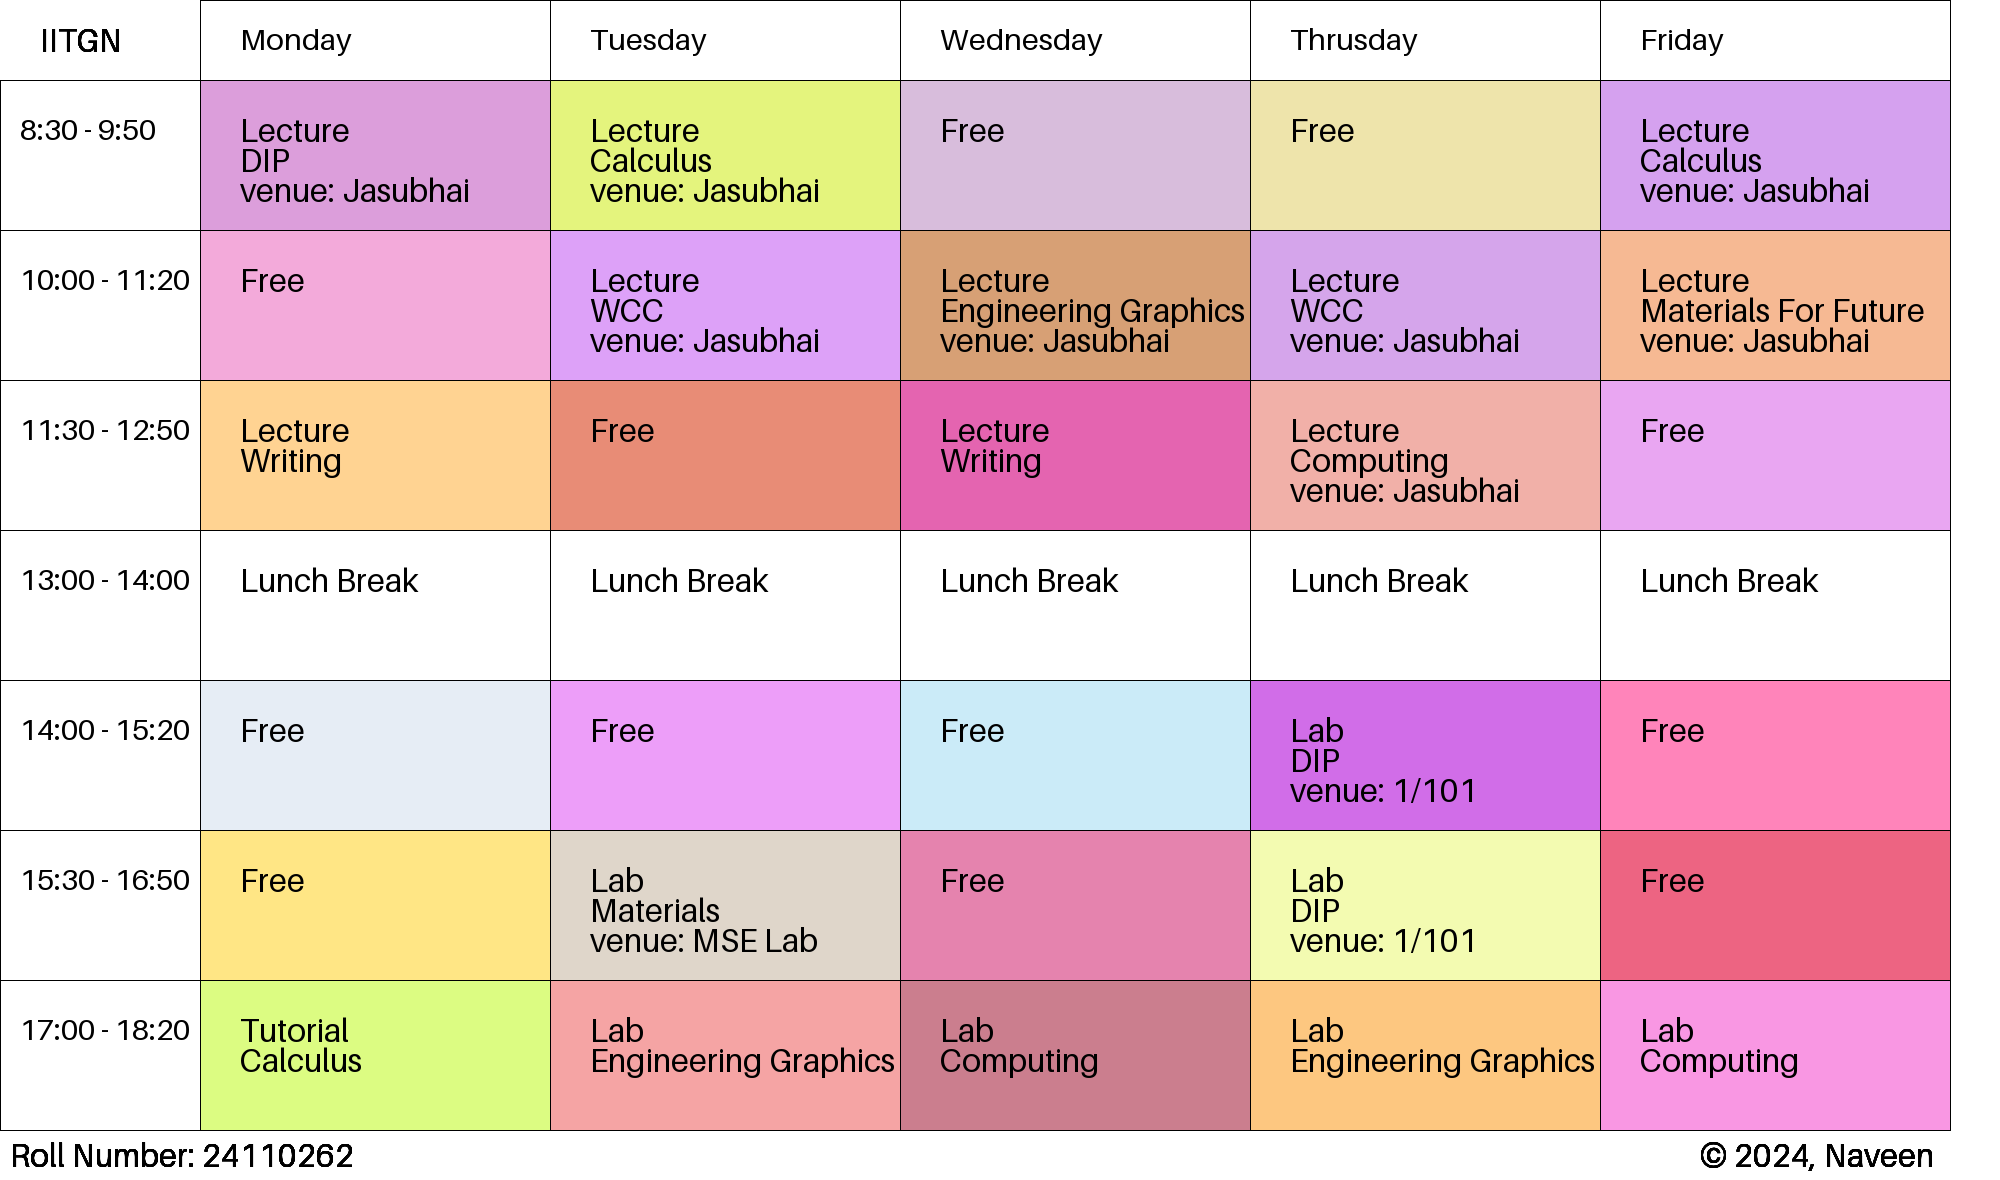 IITGN
Monday
Tuesday
Wednesday
Thrusday
Friday
8:30 - 9:50
Lecture
DIP
venue: Jasubhai
Lecture
Calculus
venue: Jasubhai
Free
Free
Lecture
Calculus
venue: Jasubhai
10:00 - 11:20
Free
Lecture
WCC
venue: Jasubhai
Lecture
Engineering Graphics
venue: Jasubhai
Lecture
WCC
venue: Jasubhai
Lecture
Materials For Future
venue: Jasubhai
11:30 - 12:50
Lecture
Writing
Free
Lecture
Writing
Lecture
Computing
venue: Jasubhai
Free
13:00 - 14:00
Lunch Break
Lunch Break
Lunch Break
Lunch Break
Lunch Break
14:00 - 15:20
Free
Free
Free
Lab
DIP
venue: 1/101
Free
15:30 - 16:50
Free
Lab
Materials
venue: MSE Lab
Free
Lab
DIP
venue: 1/101
Free
17:00 - 18:20
Tutorial
Calculus
Lab
Engineering Graphics
Lab
Computing
Lab
Engineering Graphics
Lab
Computing
Roll Number: 24110262
© 2024, Naveen